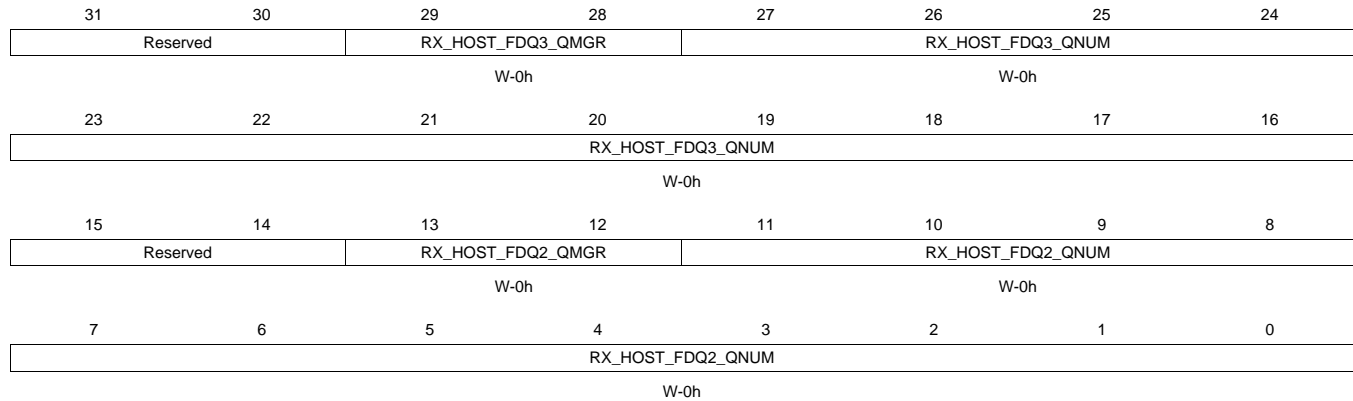 31 30 29 28 27 26 25 24
Reserved RX_HOST_FDQ3_QMGR RX_HOST_FDQ3_QNUM
W-0h W-0h
23 22 21 20 19 18 17 16
RX_HOST_FDQ3_QNUM
W-0h
15 14 13 12 11 10 9 8
Reserved RX_HOST_FDQ2_QMGR RX_HOST_FDQ2_QNUM
W-0h W-0h
7 6 5 4 3 2 1 0
RX_HOST_FDQ2_QNUM
W-0h